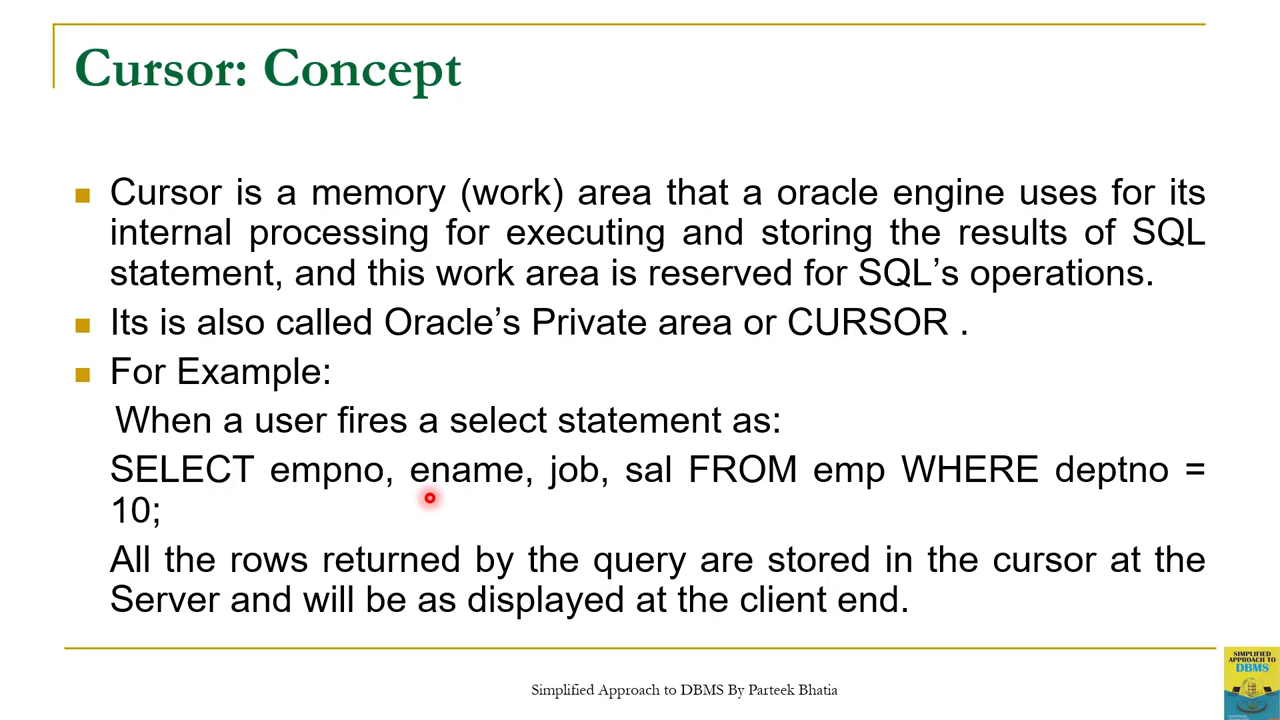 Cursor: Concept
Cursor is a memory (work) area that a oracle engine uses for its
internal processing for executing and storing the results of SQL
statement, and this work area is reserved for SQL’s operations.
Its is also called Oracle’s Private area or CURSOR .
For Example:
When a user fires a select statement as:
SELECT empno, ename, job, sal FROM emp WHERE deptno =
10;
All the rows returned by the query are stored in the cursor at the
Server and will be as displayed at the client end.
Simplified Approach to DBMS By Parteek Bhatia
SIMPLIFIED
APPROACH TO
DBMS